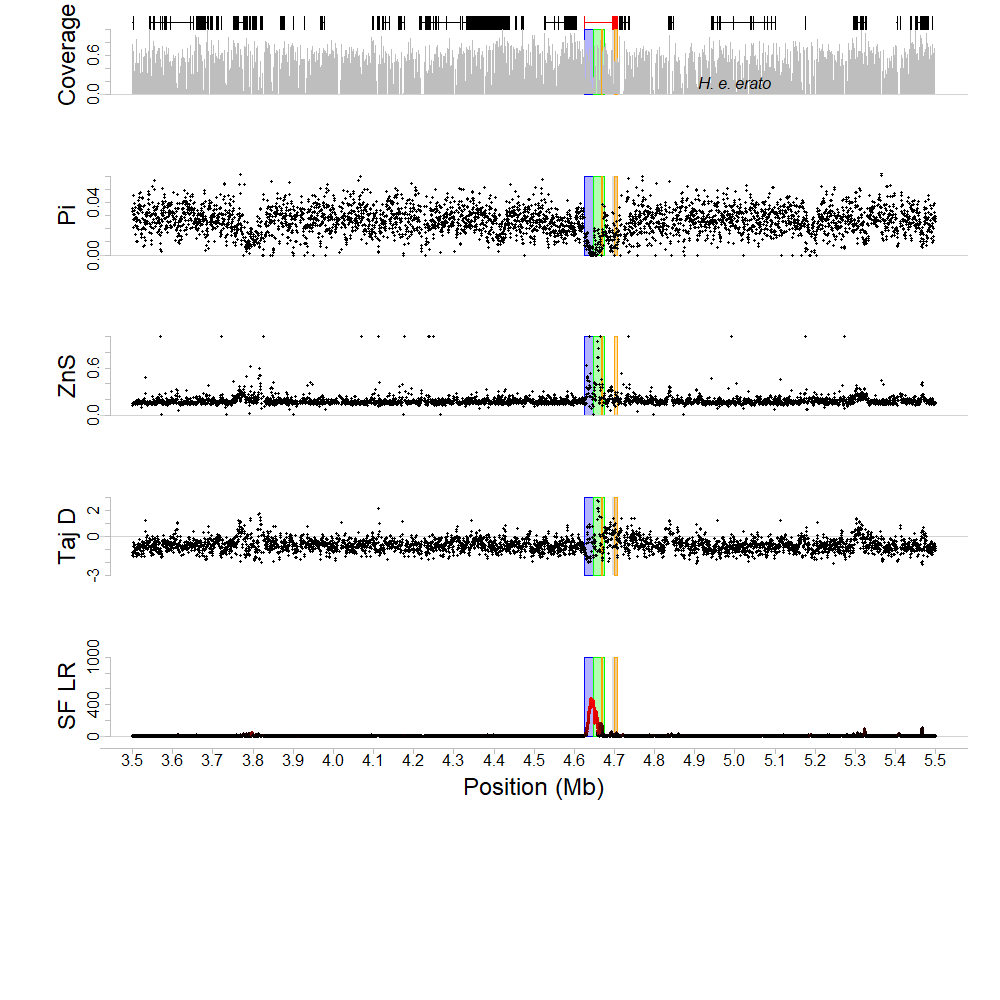 Coverage
0.0 0.6
H. e. erato
Pi
0.00 0.04
ZnS
0.0 0.6
Taj D
-3 0 2
SF LR
0 400 1000
3.5 3.6 3.7 3.8 3.9 4.0 4.1 4.2 4.3 4.4 4.5 4.6 4.7 4.8 4.9 5.0 5.1 5.2 5.3 5.4 5.5
Position (Mb)